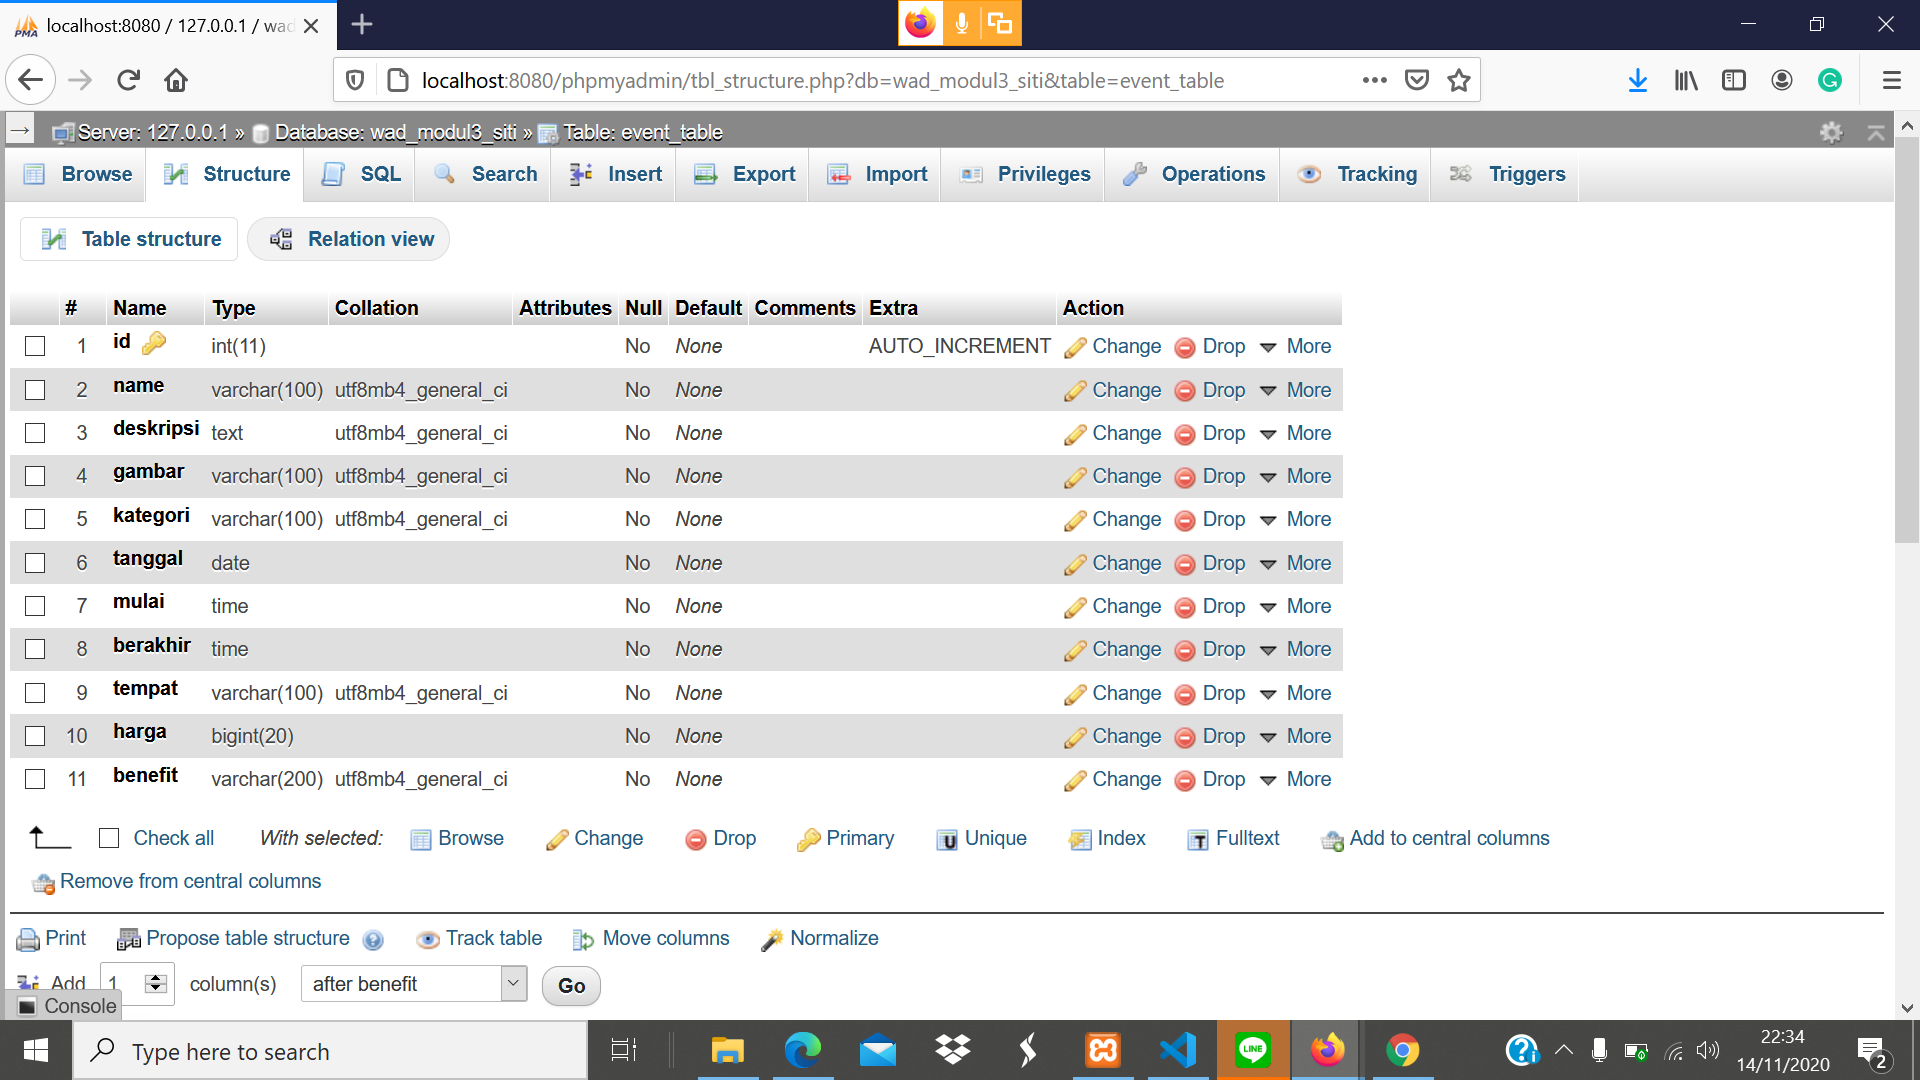 localhost:8080 / 127.0.0.1 / wad
localhost:8080/phpmyadmin/tbl_structure.php?db=wad_modul3_siti&table=event_table
Server: 127.0.0.1 » Database: wad_modul3_siti » Table: event_table
Browse Structure SQL Search Insert Export Import Privileges Operations Tracking Triggers
Table structure Relation view
# Name Type Collation Attributes Null Default Comments Extra Action
1 id int(11) No None AUTO_INCREMENT Change Drop More
2 name varchar(100) utf8mb4_general_ci No None Change Drop More
3 deskripsi text utf8mb4_general_ci No None Change Drop More
4 gambar varchar(100) utf8mb4_general_ci No None Change Drop More
5 kategori varchar(100) utf8mb4_general_ci No None Change Drop More
6 tanggal date No None Change Drop More
7 mulai time No None Change Drop More
8 berakhir time No None Change Drop More
9 tempat varchar(100) utf8mb4_general_ci No None Change Drop More
10 harga bigint(20) No None Change Drop More
11 benefit varchar(200) utf8mb4_general_ci No None Change Drop More
Check all With selected: Browse Change Drop Primary Unique Index Fulltext Add to central columns
Remove from central columns
Print Propose table structure Track table Move columns Normalize
Add 1 column(s) after benefit Go
Console
Type here to search
LINE
22:34
14/11/2020
2